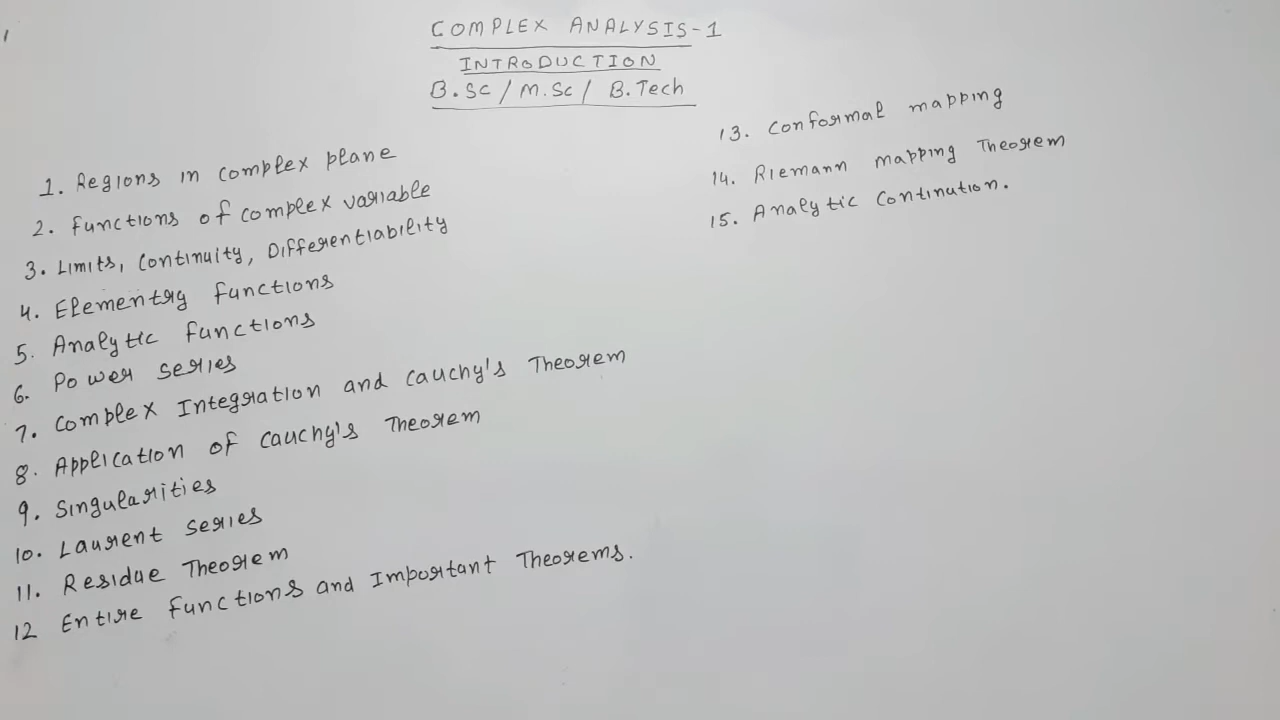 COMPLEX ANALYSIS-1
INTRODUCTION
B.Sc / M.Sc / B.Tech
1. Regions in complex plane
2. Functions of complex variable
3. Limits, Continuity, Differentiability
4. Elementry functions
5. Analytic functions
6. Power series
7. Complex Integration and Cauchy's Theorem
8. Application of Cauchy's Theorem
9. Singularities
10. Laurent series
11. Residue Theorem
12 Entire functions and Important Theorems.
13. Conformal mapping
14. Riemann mapping Theorem
15. Analytic Continution.